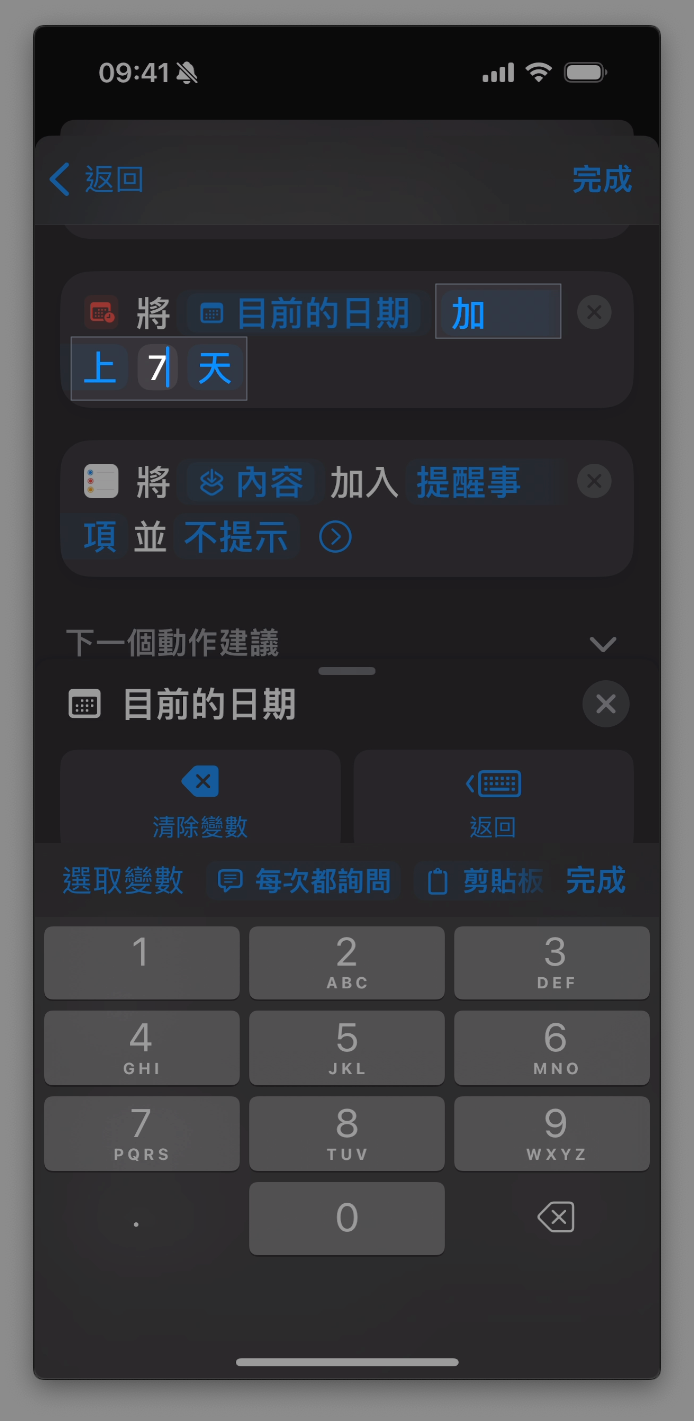 09:41
返回 完成
將 目前的日期 加
上 7 天
將 內容 加入 提醒事
項 並 不提示
下一個動作建議
目前的日期
清除變數 返回
選取變數 每次都詢問 剪貼板 完成
1 2 3
ABC DEF
4 5 6
GHI JKL MNO
7 8 9
PQRS TUV WXYZ
. 0